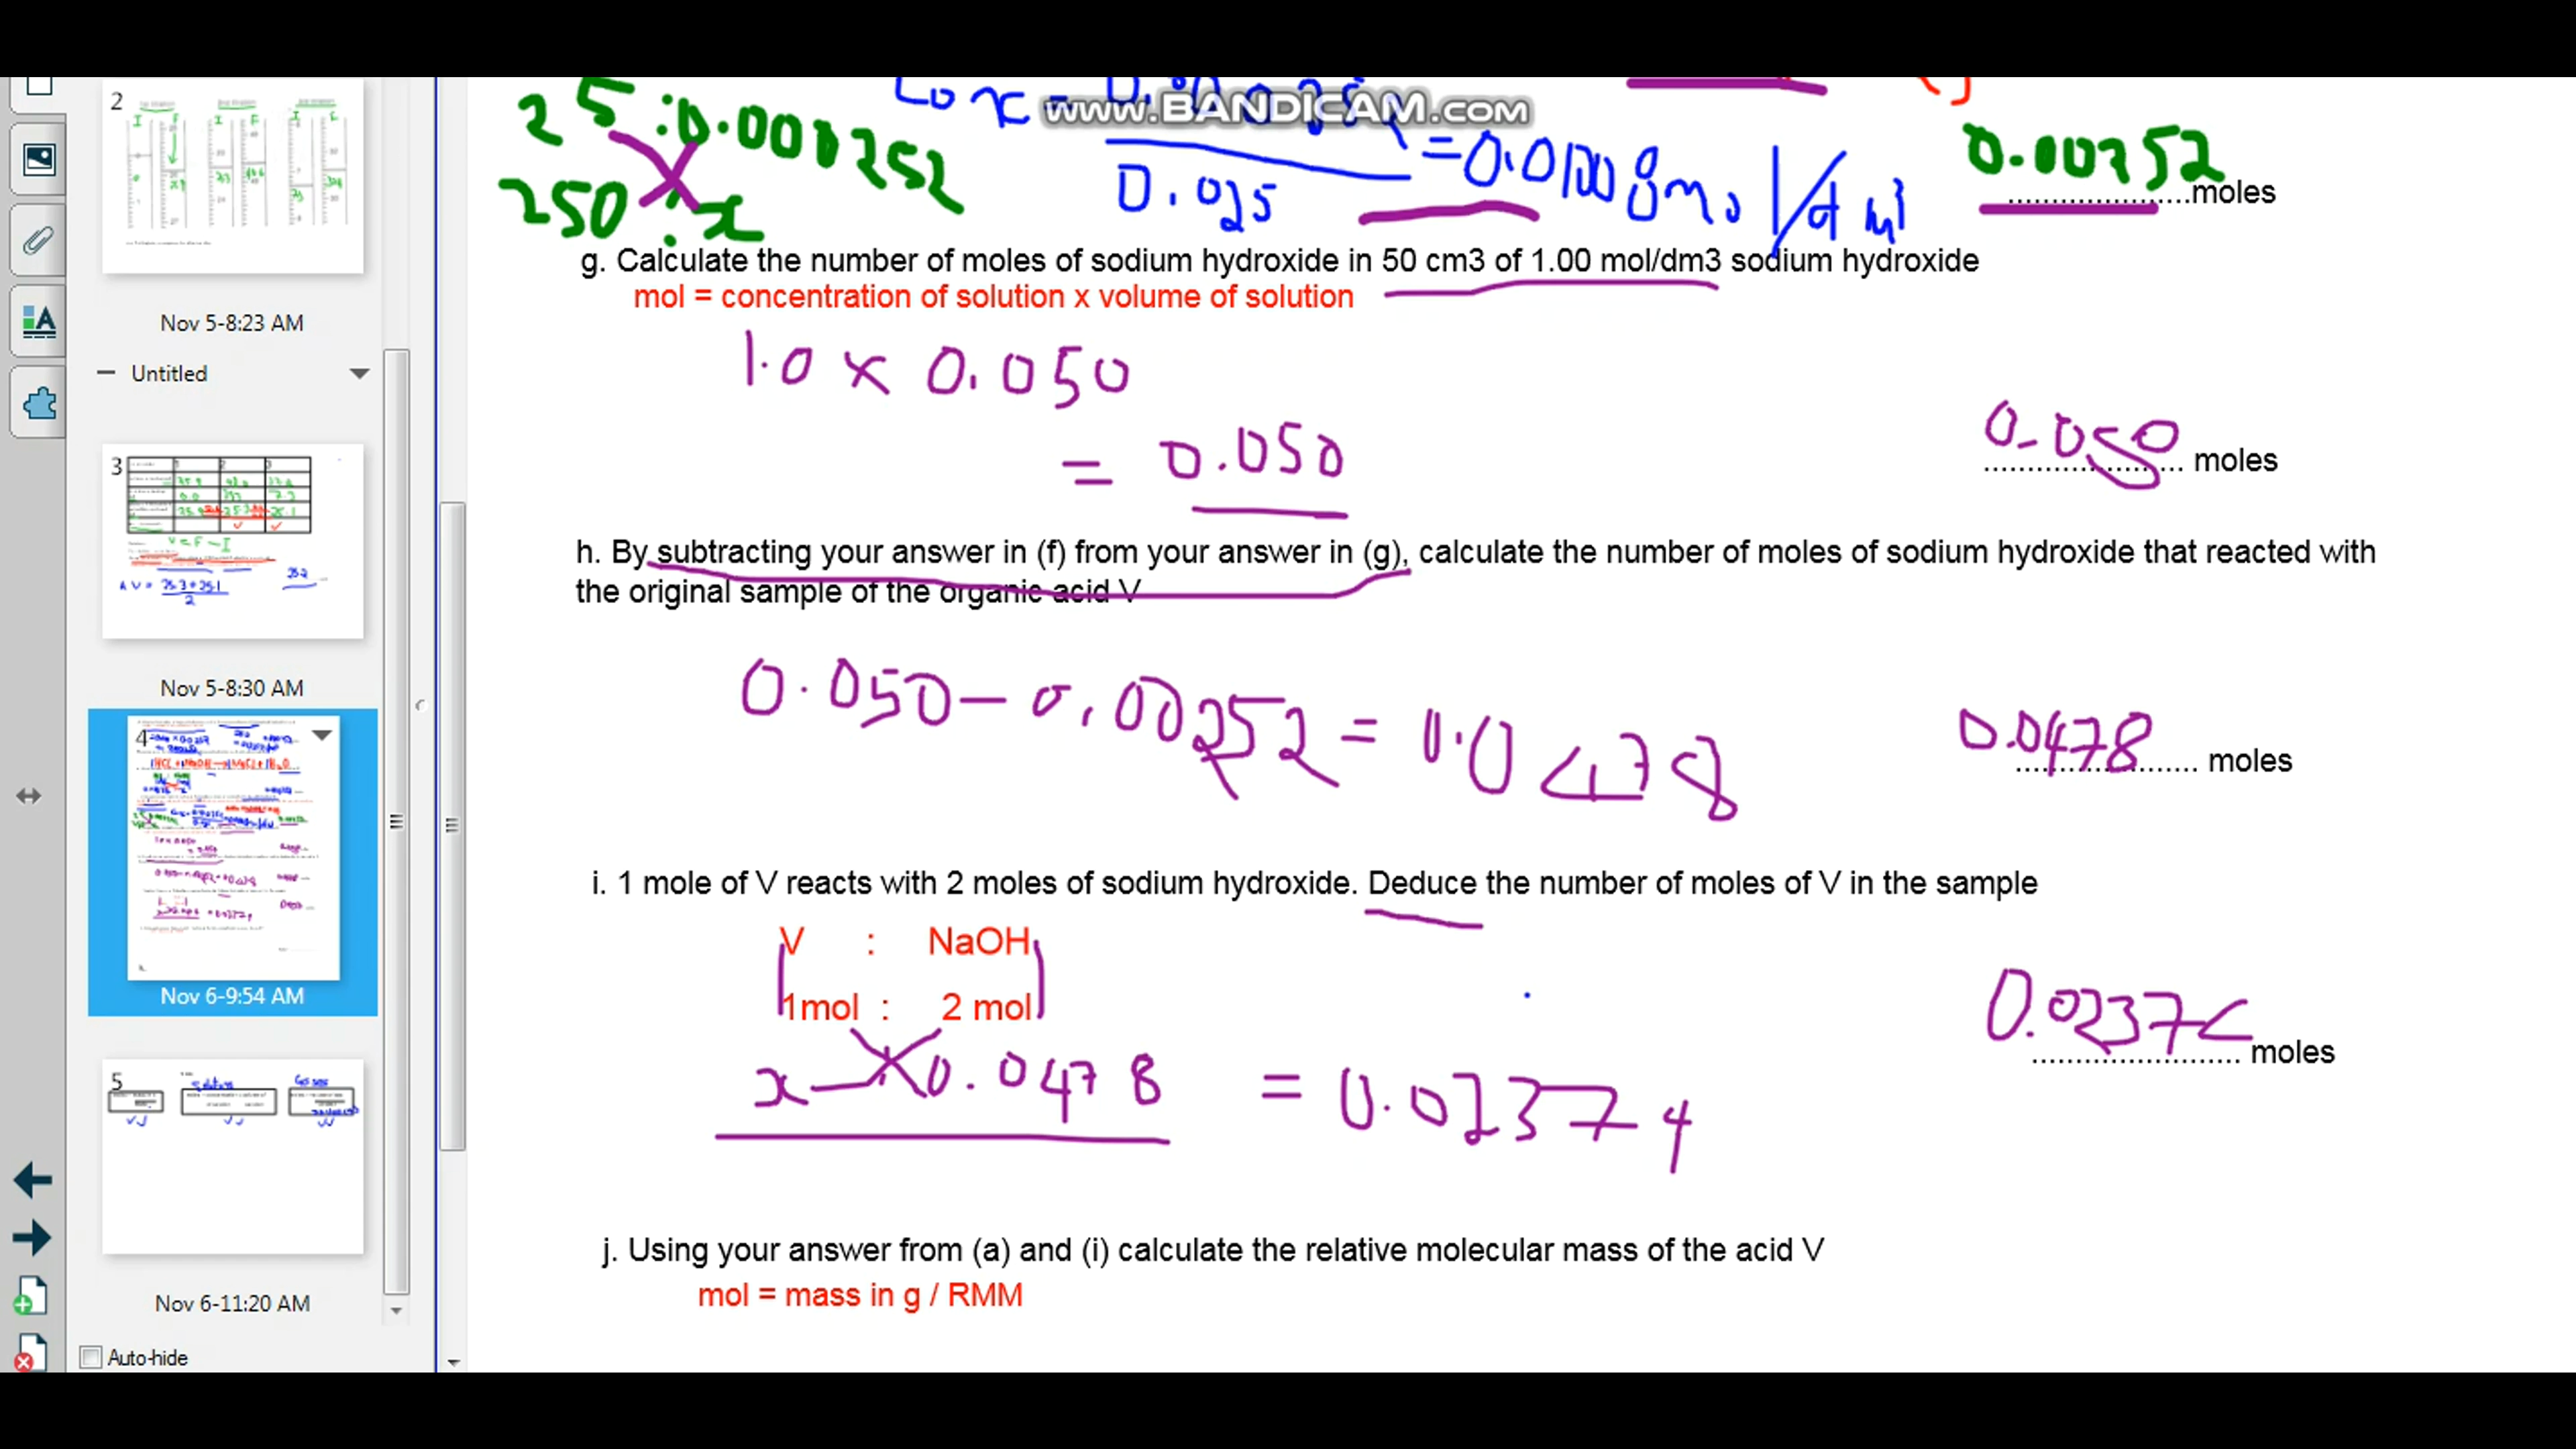 www.BANDICAM.com
2
25 : 0.000252
250 : x
0.025
= 0.01008 mol/dm³
0.00252
moles
g. Calculate the number of moles of sodium hydroxide in 50 cm3 of 1.00 mol/dm3 sodium hydroxide
mol = concentration of solution x volume of solution
1.0 x 0.050
= 0.050
0.050
moles
h. By subtracting your answer in (f) from your answer in (g), calculate the number of moles of sodium hydroxide that reacted with
the original sample of the organic acid V
0.050 - 0.00252 = 0.0478
0.0478
moles
i. 1 mole of V reacts with 2 moles of sodium hydroxide. Deduce the number of moles of V in the sample
V : NaOH
1mol : 2 mol
x 0.0478 = 0.02374
0.02374
moles
j. Using your answer from (a) and (i) calculate the relative molecular mass of the acid V
mol = mass in g / RMM
Nov 5-8:23 AM
Untitled
3
Nov 5-8:30 AM
4
Nov 6-9:54 AM
5
Nov 6-11:20 AM
Auto-hide